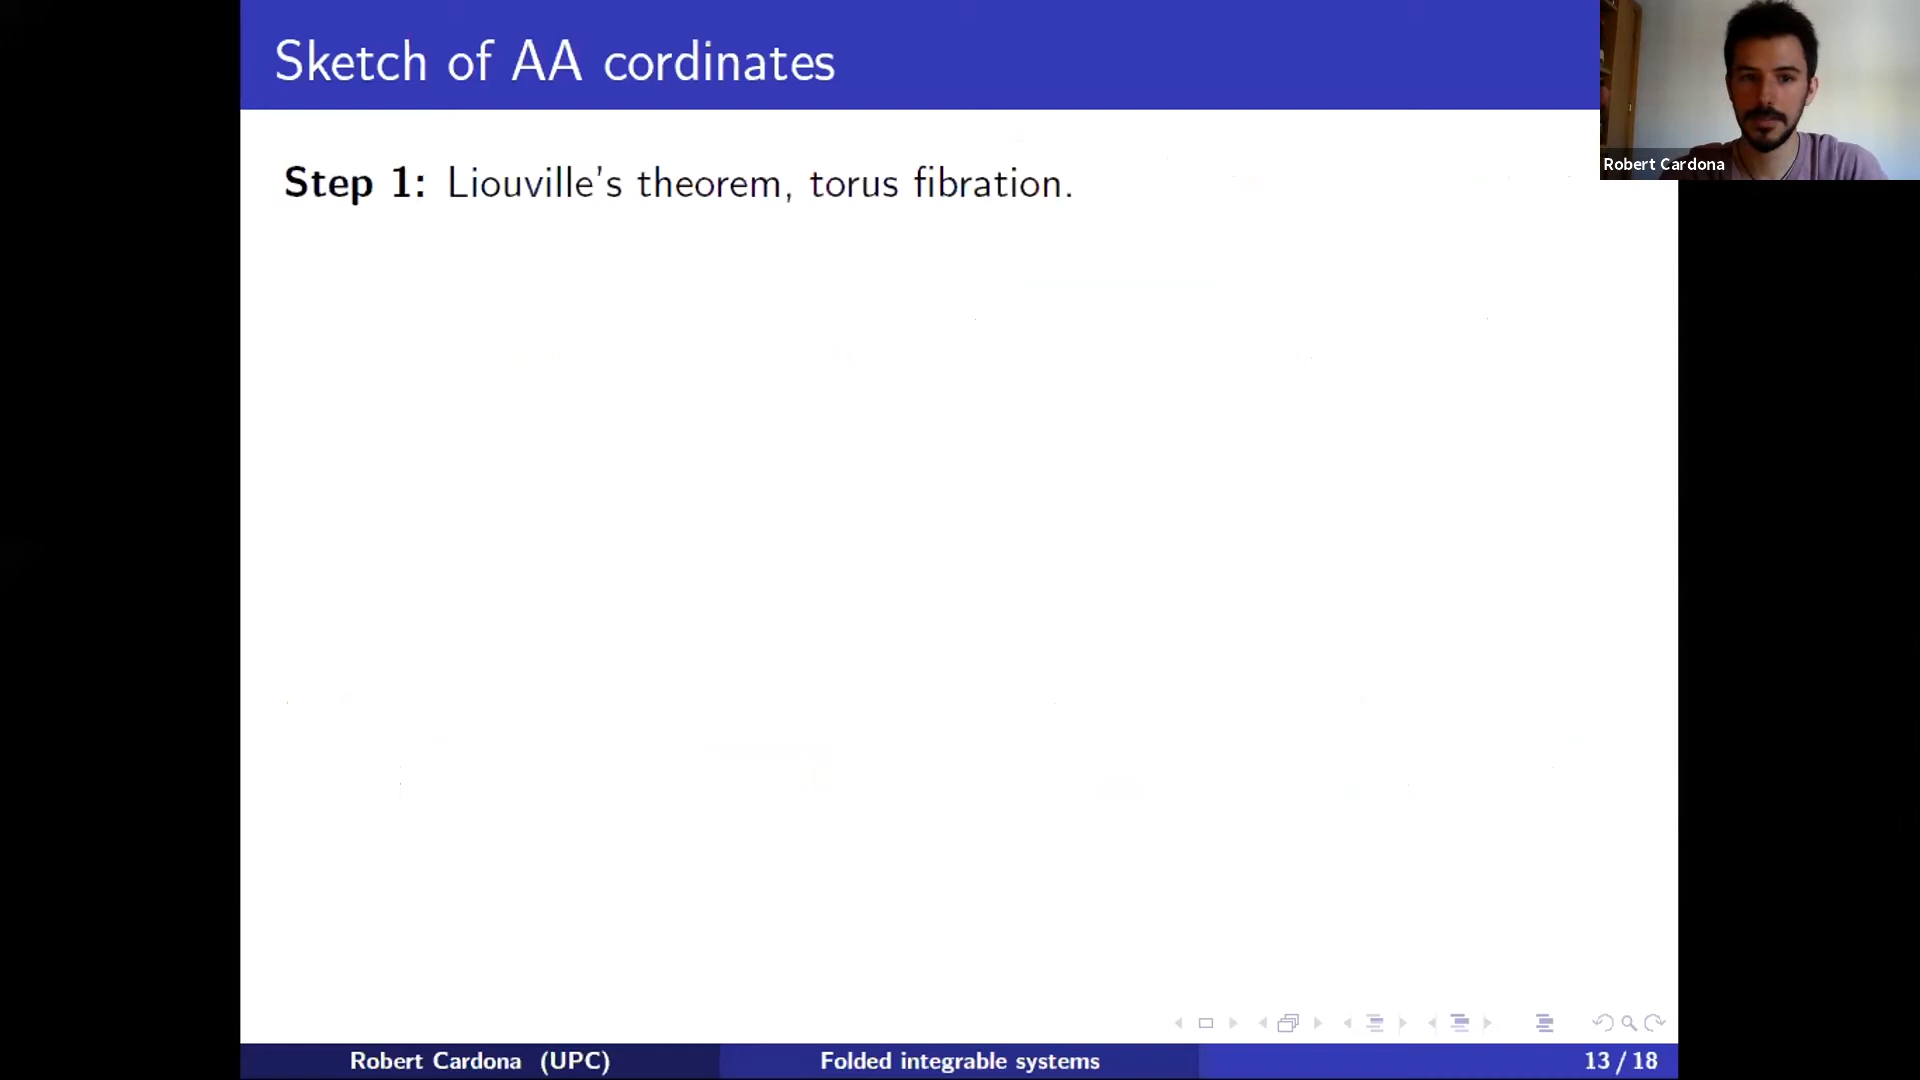 Sketch of AA cordinates
Robert Cardona
Step 1: Liouville's theorem, torus fibration.
Robert Cardona (UPC)
Folded integrable systems
13 / 18